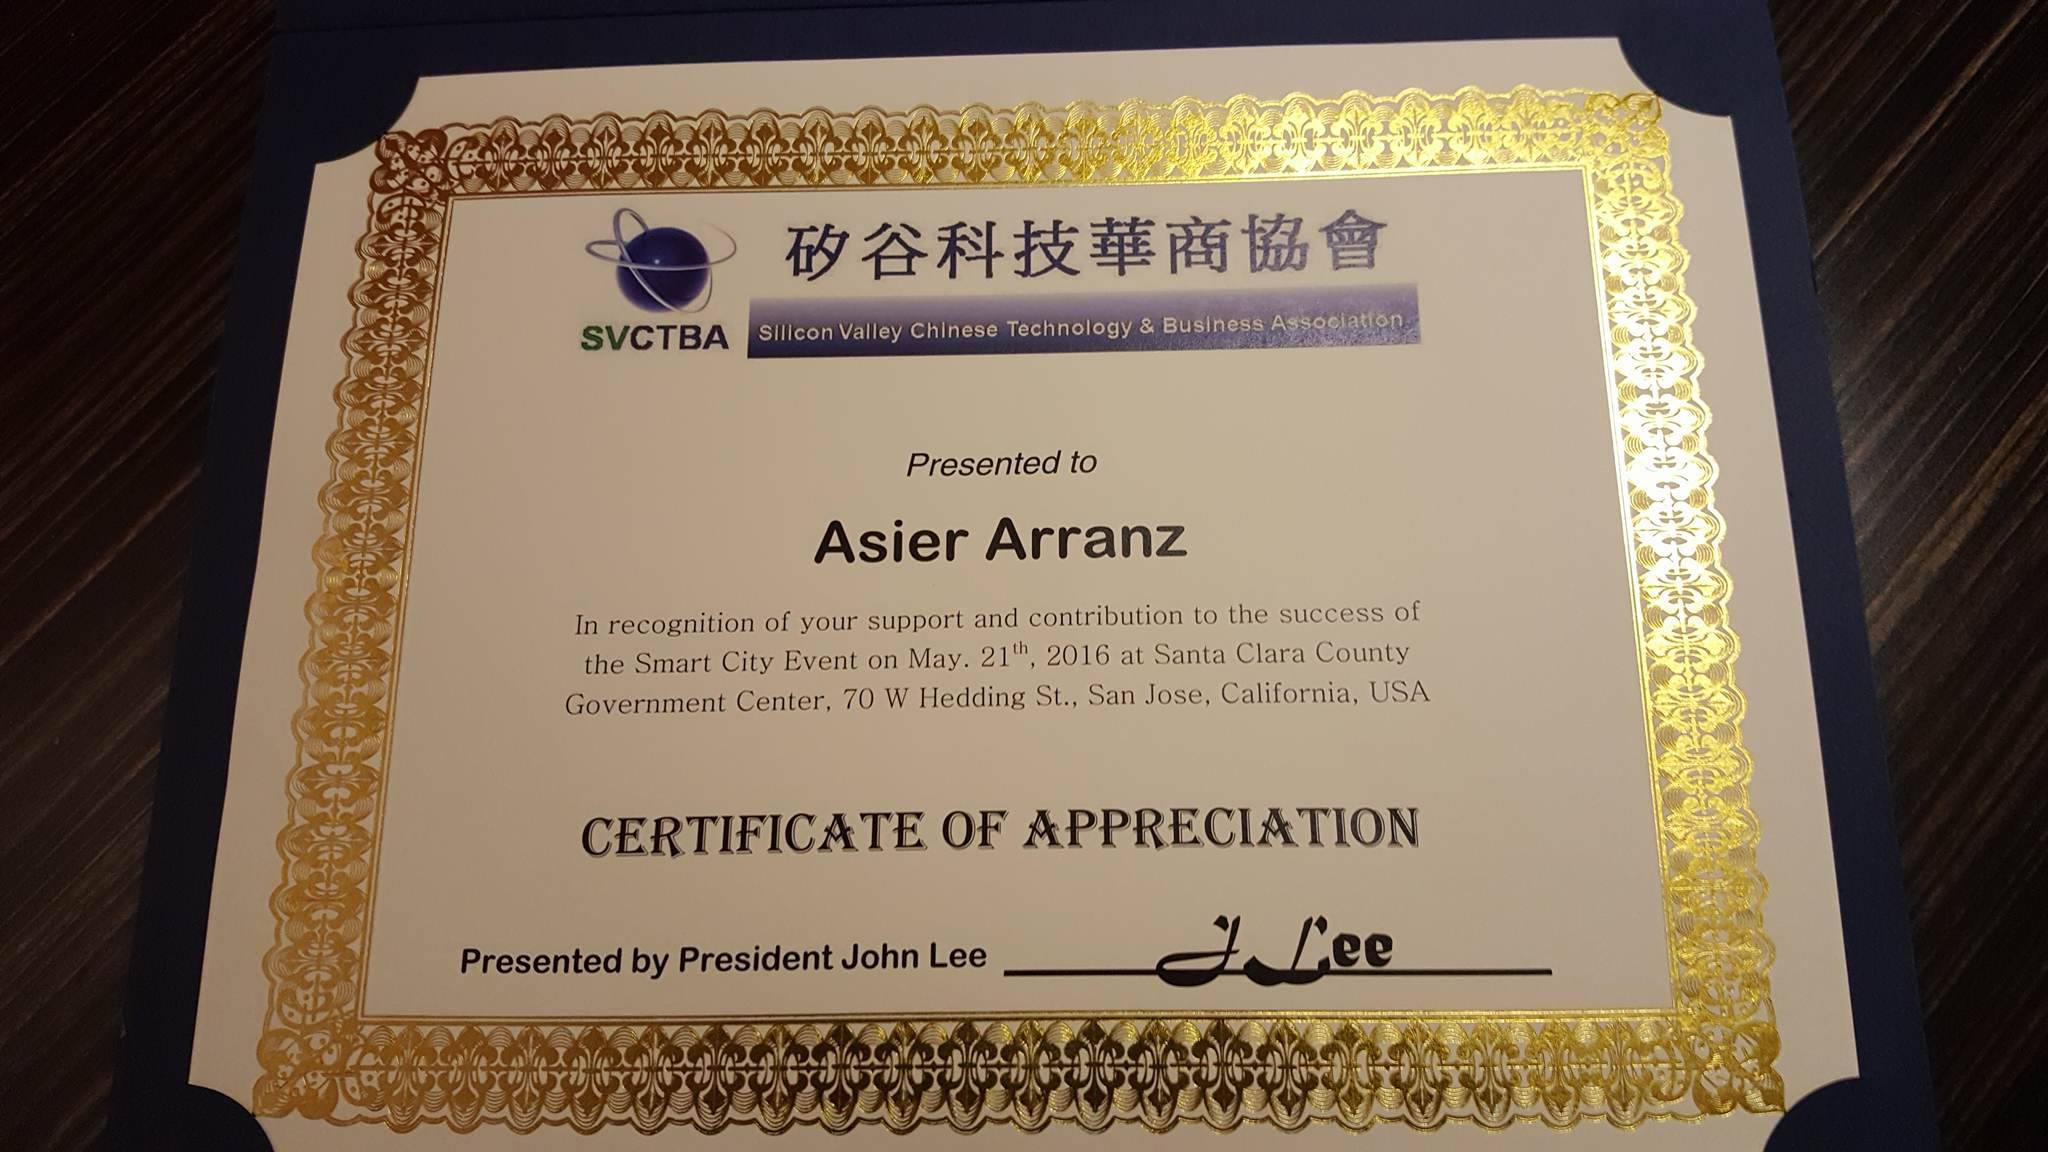 矽谷科技華商協會
SVCTBA
Silicon Valley Chinese Technology & Business Association
Presented to
Asier Arranz
In recognition of your support and contribution to the success of
the Smart City Event on May. 21th, 2016 at Santa Clara County
Government Center, 70 W Hedding St., San Jose, California, USA
CERTIFICATE OF APPRECIATION
Presented by President John Lee
J Lee